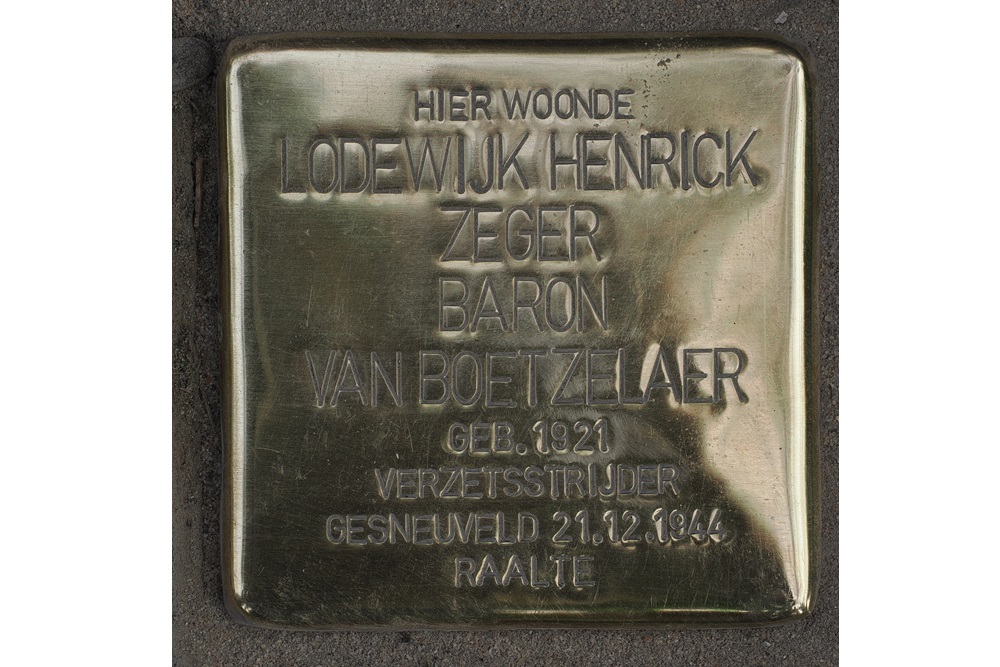 HIER WOONDE
LODEWIJK HENRICK
ZEGER
BARON
VAN BOETZELAER
GEB. 1921
VERZETSSTRIJDER
GESNEUVELD 21.12.1944
RAALTE